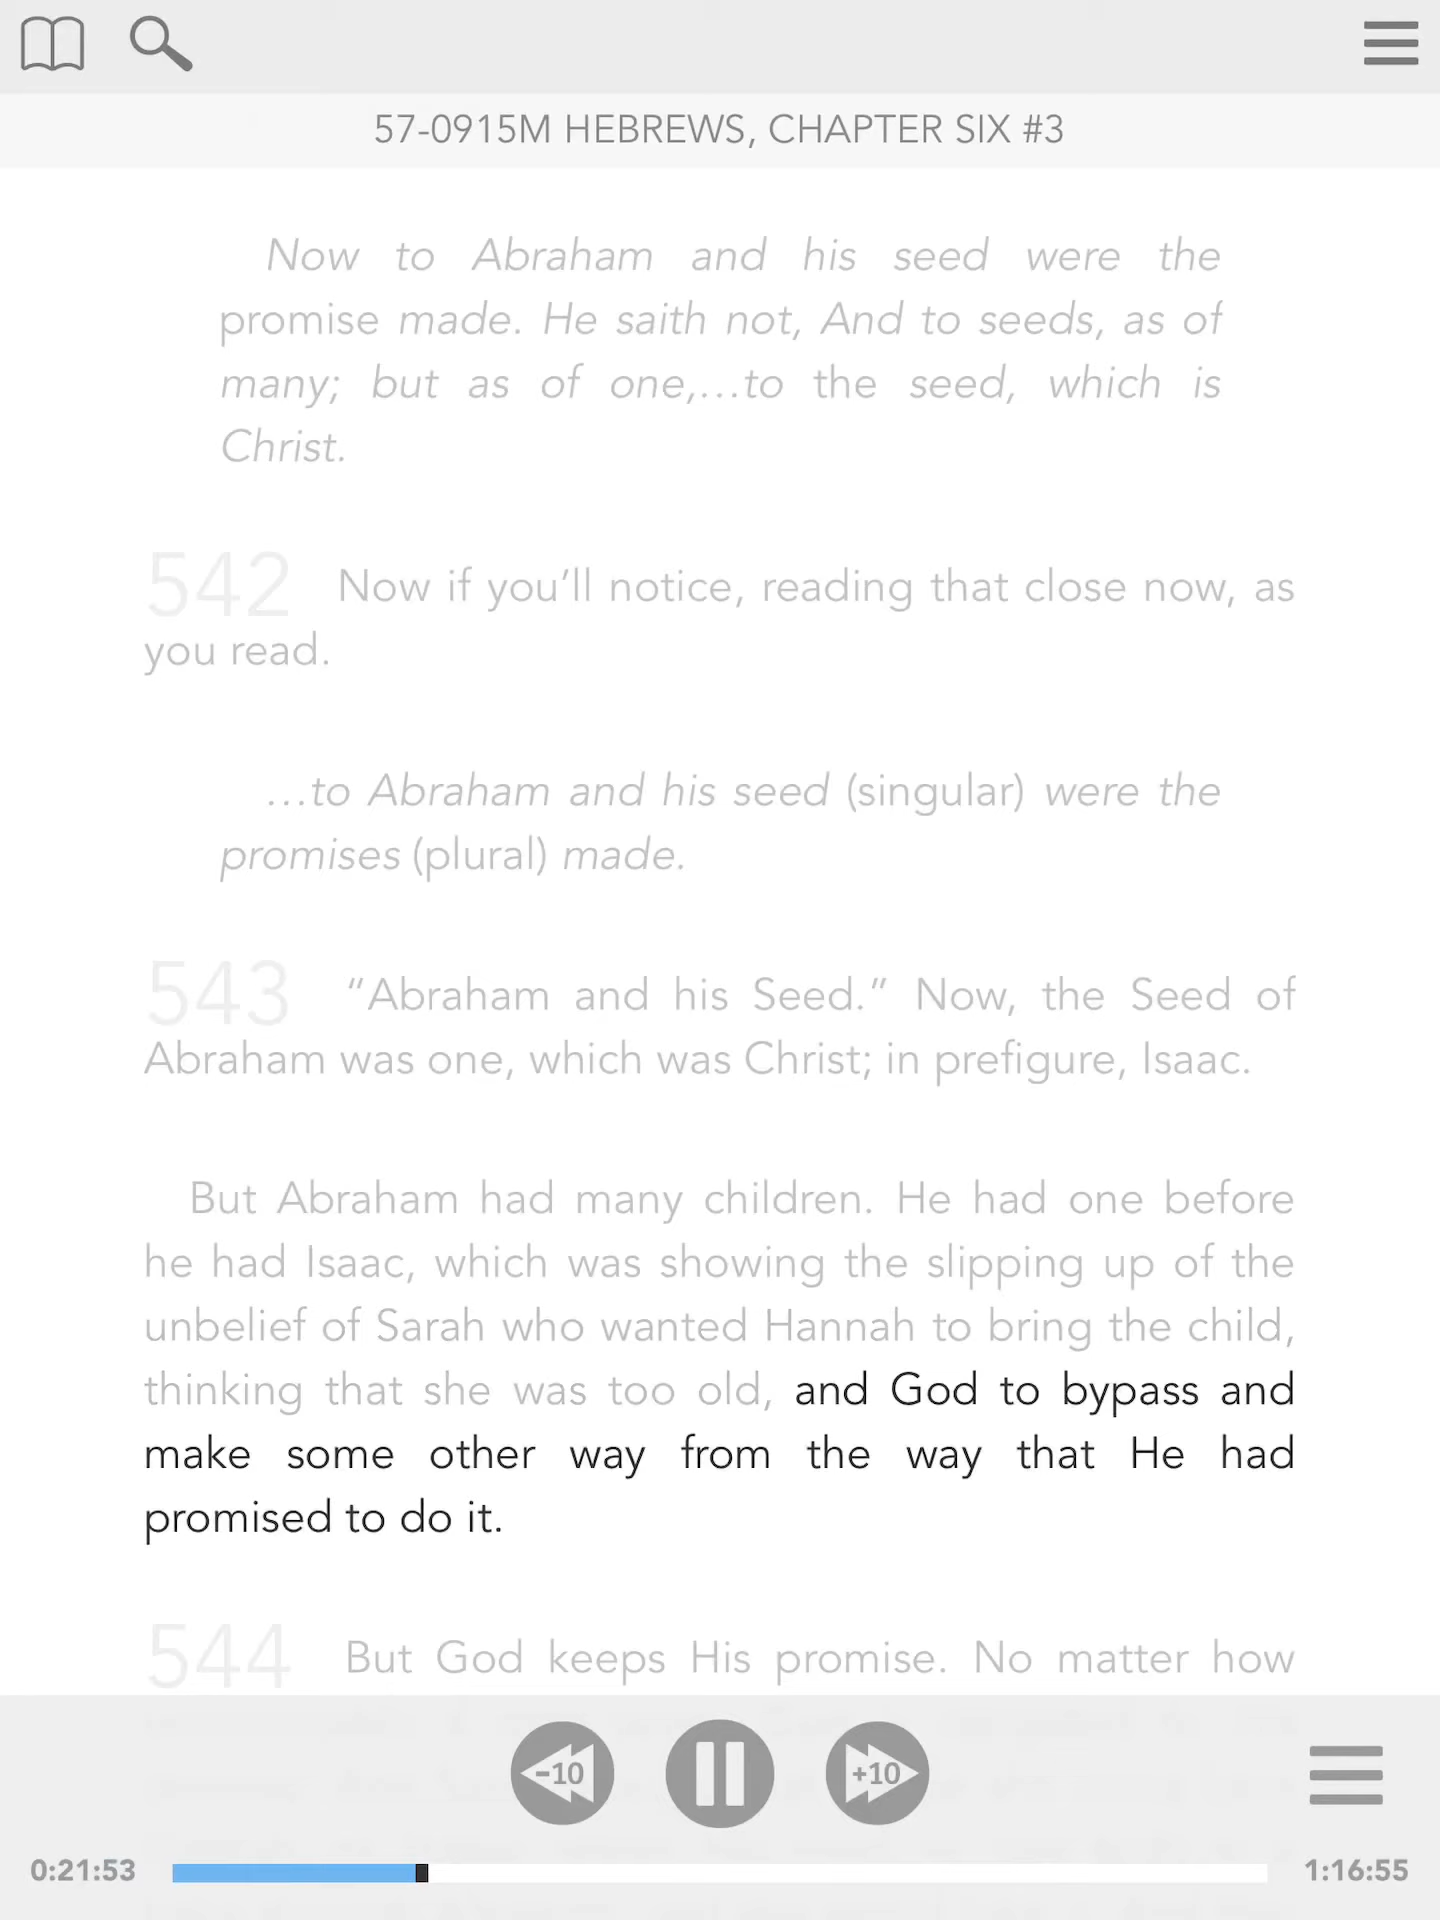 57-0915M HEBREWS, CHAPTER SIX #3
Now to Abraham and his seed were the
promise made. He saith not, And to seeds, as of
many; but as of one,…to the seed, which is
Christ.
542 Now if you’ll notice, reading that close now, as
you read.
…to Abraham and his seed (singular) were the
promises (plural) made.
543 “Abraham and his Seed.” Now, the Seed of
Abraham was one, which was Christ; in prefigure, Isaac.
But Abraham had many children. He had one before
he had Isaac, which was showing the slipping up of the
unbelief of Sarah who wanted Hannah to bring the child,
thinking that she was too old, and God to bypass and
make some other way from the way that He had
promised to do it.
544 But God keeps His promise. No matter how
-10 +10
0:21:53 1:16:55